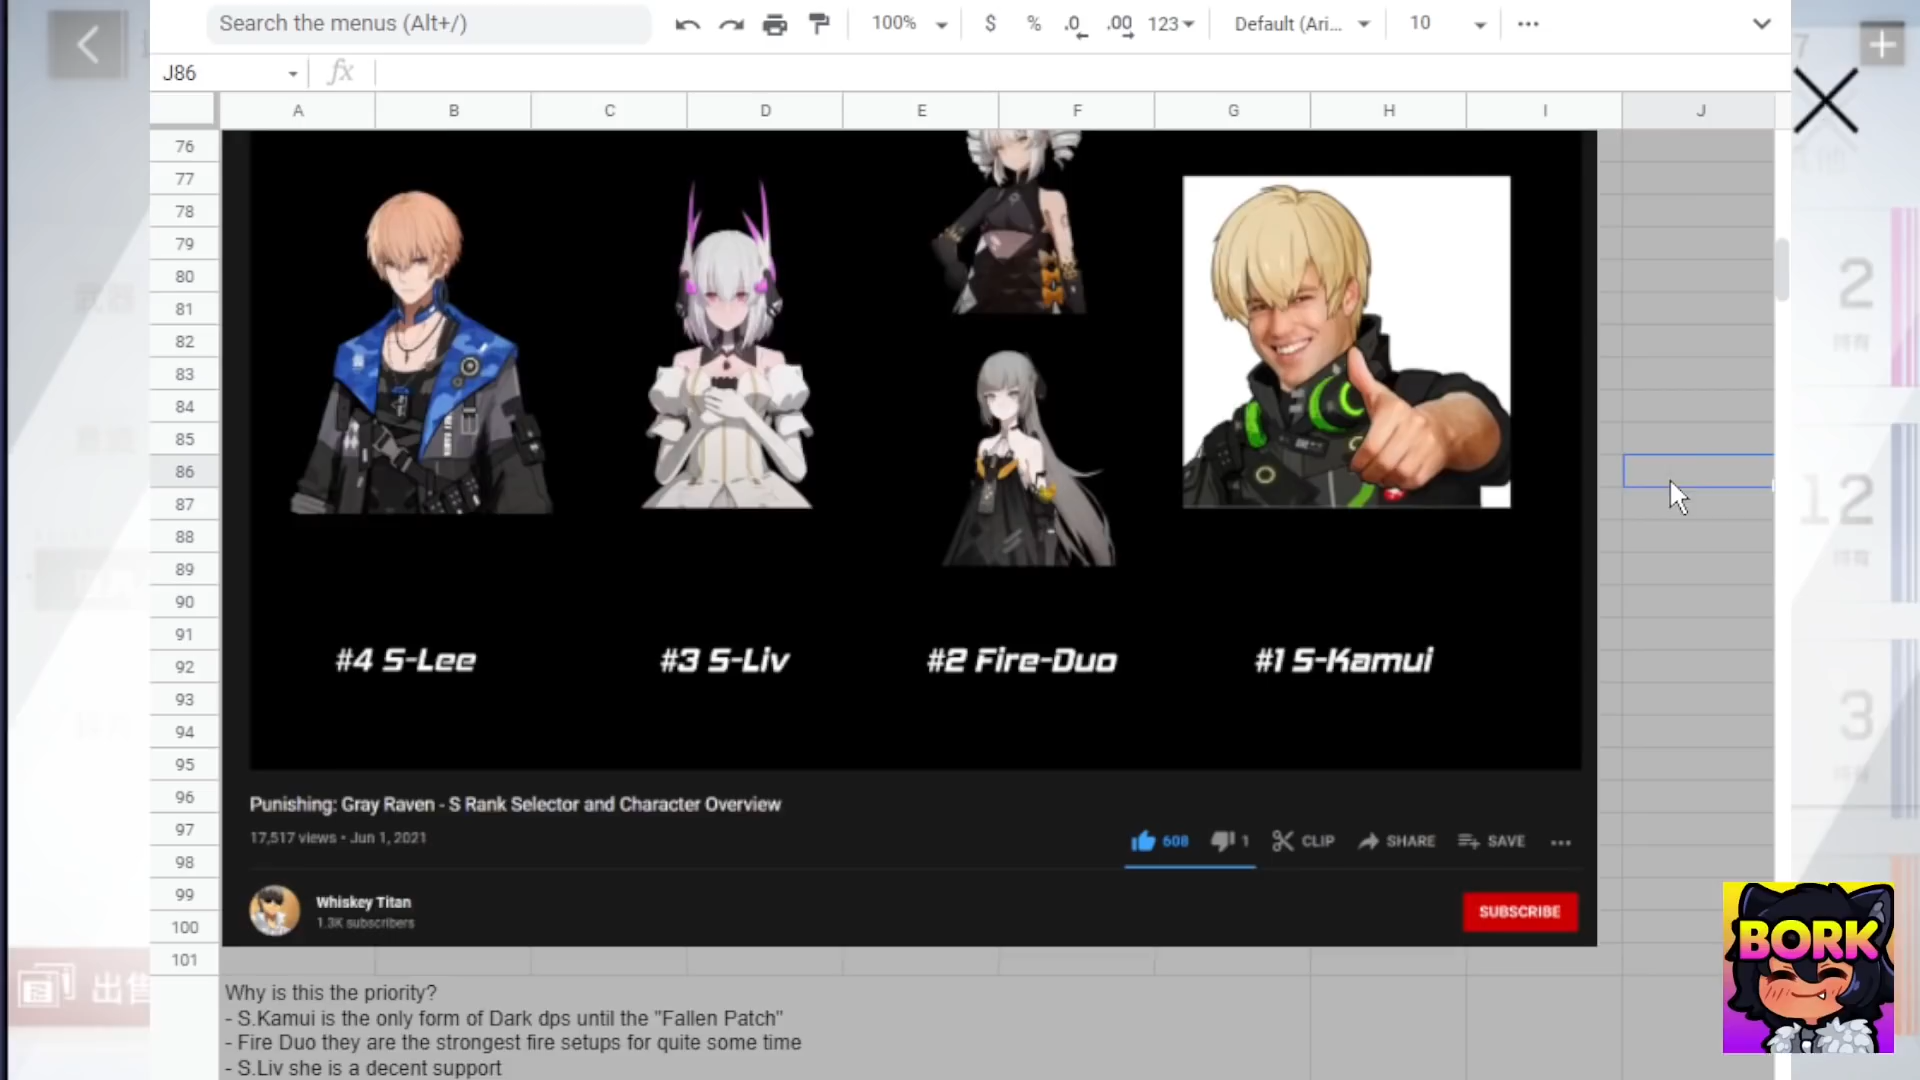 Search the menus (Alt+/)
100%
$ % .0 .00 123
Default (Ari...
10
J86
fx
A B C D E F G H I J
76
77
78
79
80
81
82
83
84
85
86
87
88
89
90
91
92
93
94
95
96
97
98
99
100
101
#4 S-Lee
#3 S-Liv
#2 Fire-Duo
#1 S-Kamui
Punishing: Gray Raven - S Rank Selector and Character Overview
17,517 views • Jun 1, 2021
608
1
CLIP
SHARE
SAVE
Whiskey Titan
1.3K subscribers
SUBSCRIBE
Why is this the priority?
- S.Kamui is the only form of Dark dps until the "Fallen Patch"
- Fire Duo they are the strongest fire setups for quite some time
- S.Liv she is a decent support
7
2
12
3
出售
BORK